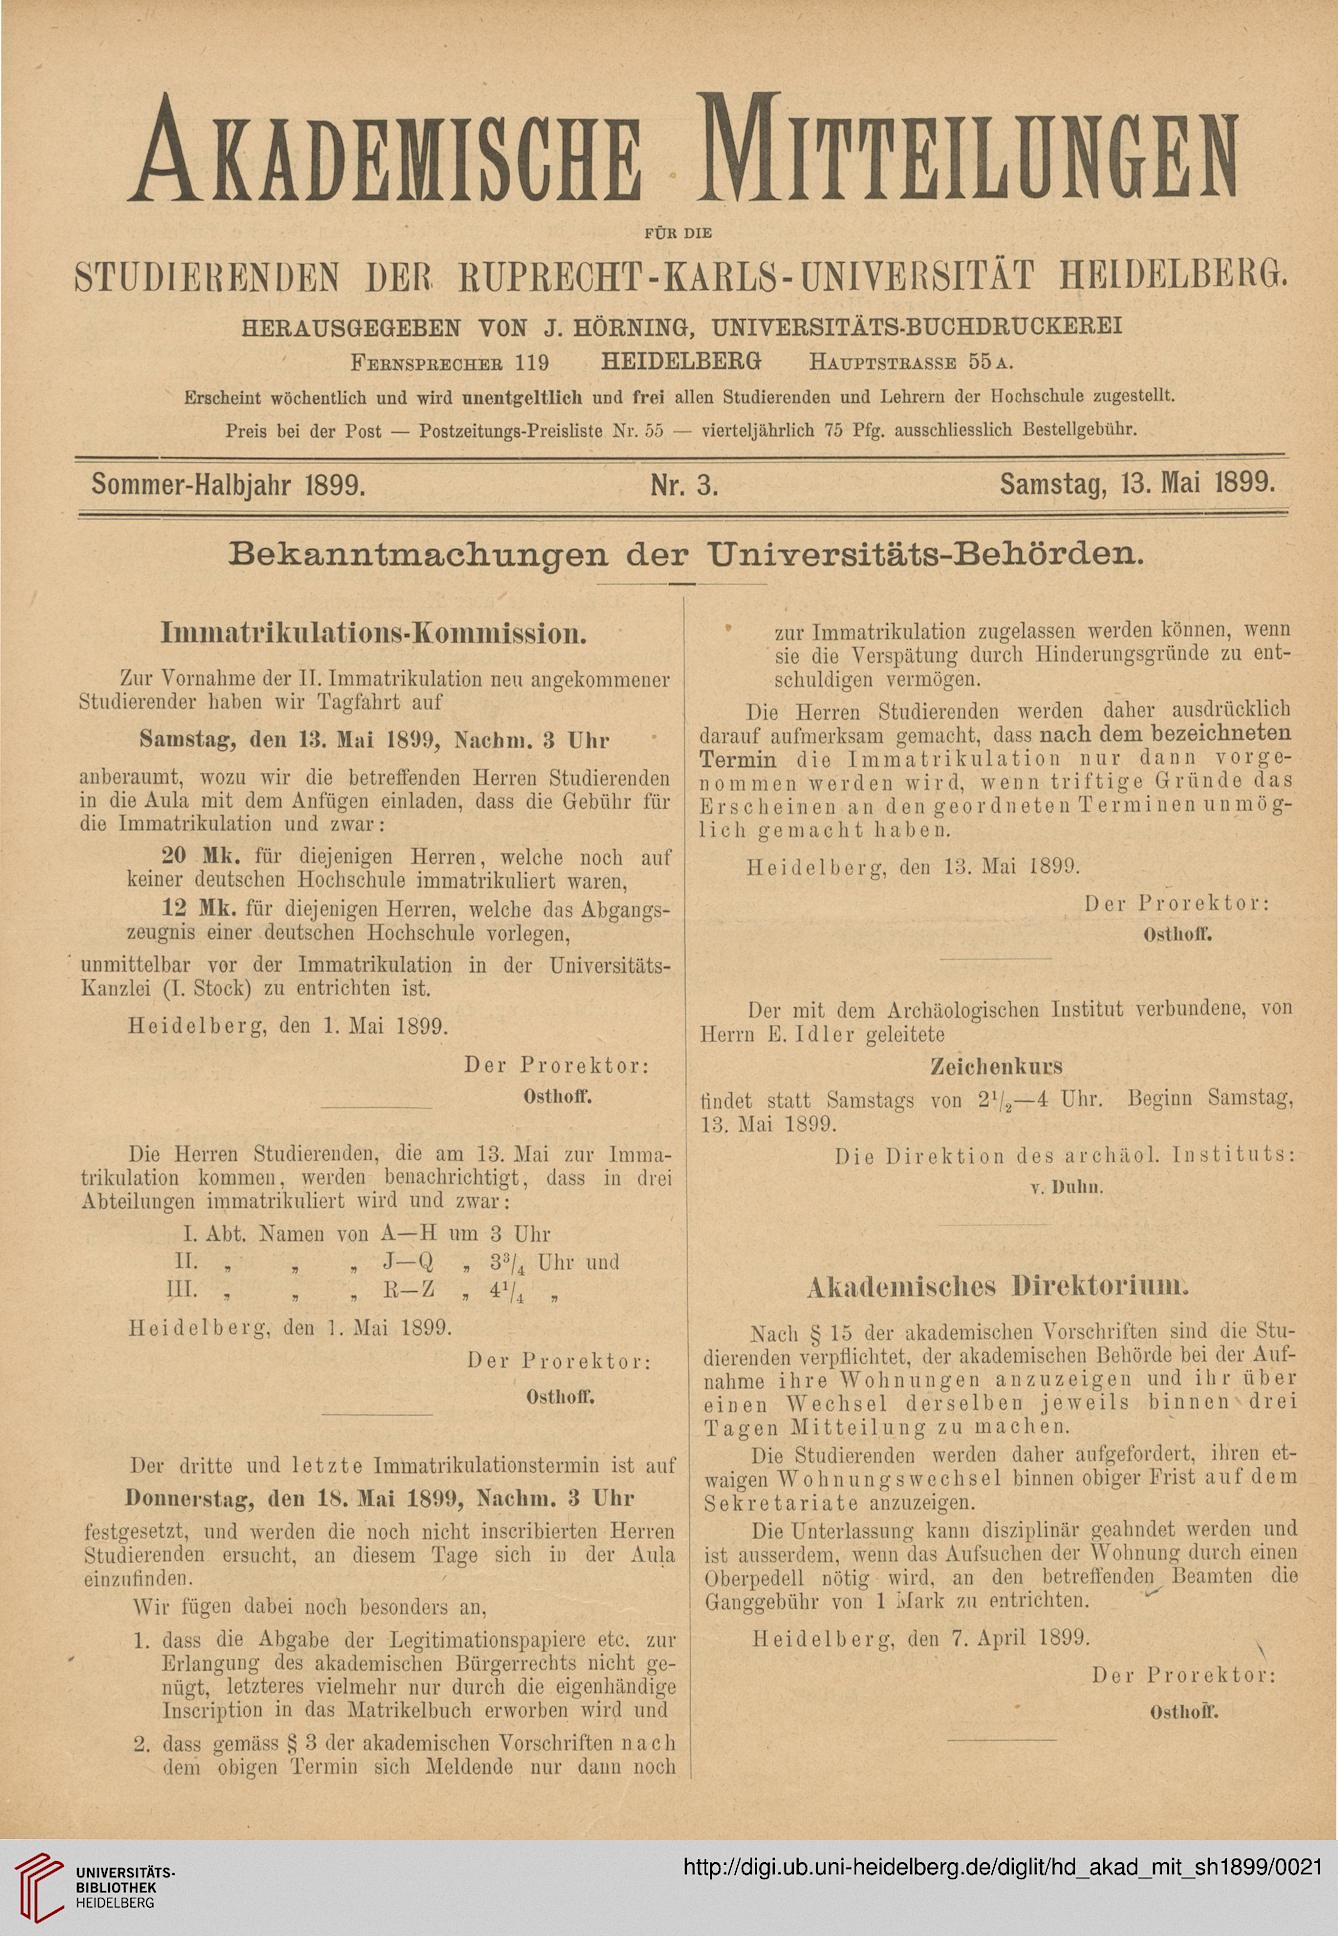 AKADEMISCHE MITTEILUNGEN
FÜR DIE
STUDIERENDEN DER RUPRECHT-KARLS-UNIVERSITÄT HEIDELBERG.
HERAUSGEGEBEN VON J. HÖRNING, UNIVERSITÄTS-BUCHDRUCKEREI
FERNSPRECHER 119 HEIDELBERG HAUPTSTRASSE 55 A.
Erscheint wöchentlich und wird unentgeltlich und frei allen Studierenden und Lehrern der Hochschule zugestellt.
Preis bei der Post — Postzeitungs-Preisliste Nr. 55 — vierteljährlich 75 Pfg. ausschliesslich Bestellgebühr.
Sommer-Halbjahr 1899. Nr. 3. Samstag, 13. Mai 1899.
Bekanntmachungen der Universitäts-Behörden.
Immatrikulations-Kommission.
Zur Vornahme der II. Immatrikulation neu angekommener
Studierender haben wir Tagfahrt auf
Samstag, den 13. Mai 1899, Nachm. 3 Uhr
anberaumt, wozu wir die betreffenden Herren Studierenden
in die Aula mit dem Anfügen einladen, dass die Gebühr für
die Immatrikulation und zwar:
20 Mk. für diejenigen Herren, welche noch auf
keiner deutschen Hochschule immatrikuliert waren,
12 Mk. für diejenigen Herren, welche das Abgangs-
zeugnis einer deutschen Hochschule vorlegen,
unmittelbar vor der Immatrikulation in der Universitäts-
Kanzlei (I. Stock) zu entrichten ist.
Heidelberg, den 1. Mai 1899.
Der Prorektor:
Osthoff.
Die Herren Studierenden, die am 13. Mai zur Imma-
trikulation kommen, werden benachrichtigt, dass in drei
Abteilungen immatrikuliert wird und zwar:
I. Abt. Namen von A—H um 3 Uhr
II. „ „ „ J—Q „ 3¾ Uhr und
III. „ „ „ R—Z „ 4¼ „
Heidelberg, den 1. Mai 1899.
Der Prorektor:
Osthoff.
Der dritte und letzte Immatrikulationstermin ist auf
Donnerstag, den 18. Mai 1899, Nachm. 3 Uhr
festgesetzt, und werden die noch nicht inscribierten Herren
Studierenden ersucht, an diesem Tage sich in der Aula
einzufinden.
Wir fügen dabei noch besonders an,
1. dass die Abgabe der Legitimationspapiere etc. zur
Erlangung des akademischen Bürgerrechts nicht ge-
nügt, letzteres vielmehr nur durch die eigenhändige
Inscription in das Matrikelbuch erworben wird und
2. dass gemäss § 3 der akademischen Vorschriften nach
dem obigen Termin sich Meldende nur dann noch
zur Immatrikulation zugelassen werden können, wenn
sie die Verspätung durch Hinderungsgründe zu ent-
schuldigen vermögen.
Die Herren Studierenden werden daher ausdrücklich
darauf aufmerksam gemacht, dass nach dem bezeichneten
Termin die Immatrikulation nur dann vorge-
nommen werden wird, wenn triftige Gründe das
Erscheinen an den geordneten Terminen unmög-
lich gemacht haben.
Heidelberg, den 13. Mai 1899.
Der Prorektor:
Osthoff.
Der mit dem Archäologischen Institut verbundene, von
Herrn E. Idler geleitete
Zeichenkurs
findet statt Samstags von 2½—4 Uhr. Beginn Samstag,
13. Mai 1899.
Die Direktion des archäol. Instituts:
v. Duhn.
Akademisches Direktorium.
Nach § 15 der akademischen Vorschriften sind die Stu-
dierenden verpflichtet, der akademischen Behörde bei der Auf-
nahme ihre Wohnungen anzuzeigen und ihr über
einen Wechsel derselben jeweils binnen drei
Tagen Mitteilung zu machen.
Die Studierenden werden daher aufgefordert, ihren et-
waigen Wohnungswechsel binnen obiger Frist auf dem
Sekretariate anzuzeigen.
Die Unterlassung kann disziplinär geahndet werden und
ist ausserdem, wenn das Aufsuchen der Wohnung durch einen
Oberpedell nötig wird, an den betreffenden Beamten die
Ganggebühr von 1 Mark zu entrichten.
Heidelberg, den 7. April 1899.
Der Prorektor:
Osthoff.
UNIVERSITÄTS-
BIBLIOTHEK
HEIDELBERG
http://digi.ub.uni-heidelberg.de/diglit/hd_akad_mit_sh1899/0021